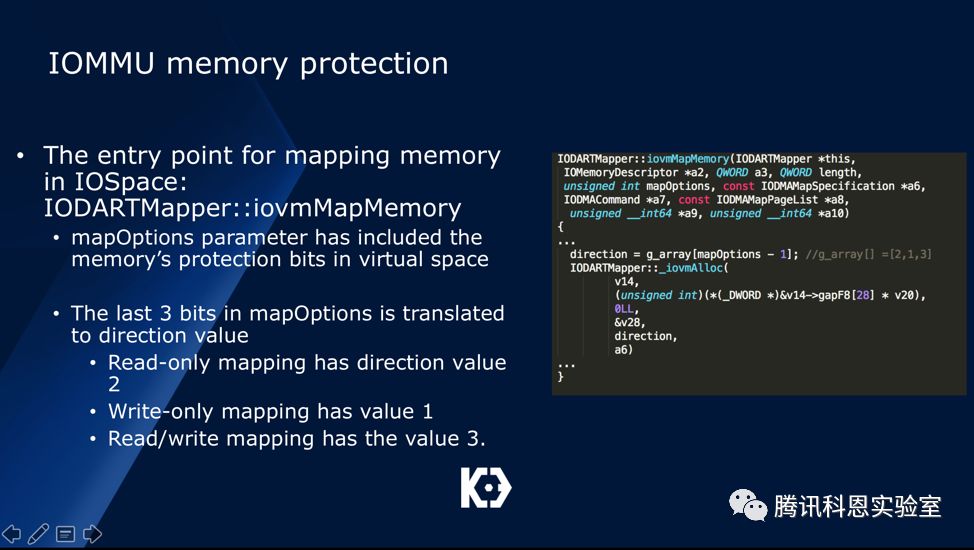 IOMMU memory protection
• The entry point for mapping memory
in IOSpace:
IODARTMapper::iovmMapMemory
• mapOptions parameter has included the
memory's protection bits in virtual space
• The last 3 bits in mapOptions is translated
to direction value
• Read-only mapping has direction value
2
• Write-only mapping has value 1
• Read/write mapping has the value 3.
IODARTMapper::iovmMapMemory(IODARTMapper *this,
IOMemoryDescriptor *a2, QWORD a3, QWORD length,
unsigned int mapOptions, const IODMAMapSpecification *a6,
IODMACommand *a7, const IODMAMapPageList *a8,
unsigned __int64 *a9, unsigned __int64 *a10)
{
...
direction = g_array[mapOptions - 1]; //g_array[] =[2,1,3]
IODARTMapper::_iovmAlloc(
v14,
(unsigned int)(*(_DWORD *)&v14->gapF8[28] * v20),
0LL,
&v28,
direction,
a6)
...
}
腾讯科恩实验室